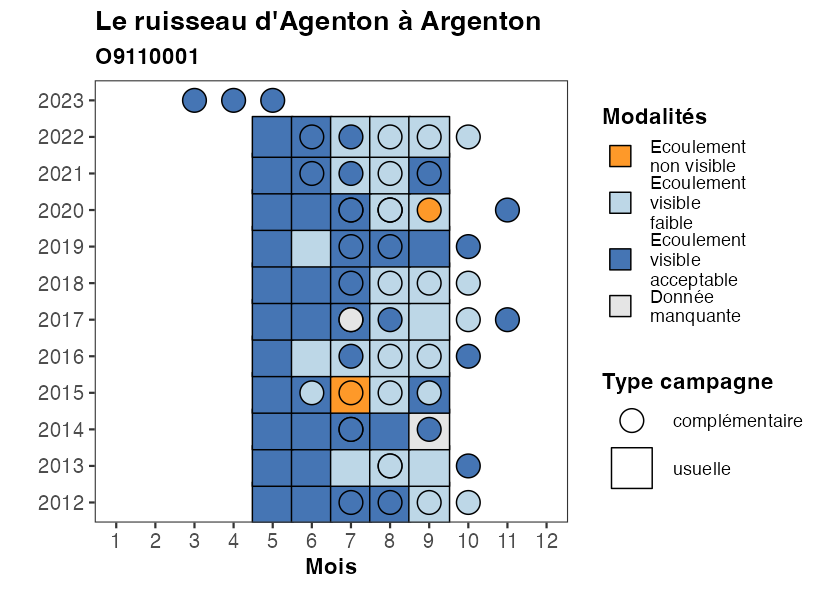 Le ruisseau d'Agenton à Argenton
O9110001
2023
2022
2021
2020
2019
2018
2017
2016
2015
2014
2013
2012
1 2 3 4 5 6 7 8 9 10 11 12
Mois
Modalités
Ecoulement
non visible
Ecoulement
visible
faible
Ecoulement
visible
acceptable
Donnée
manquante
Type campagne
complémentaire
usuelle